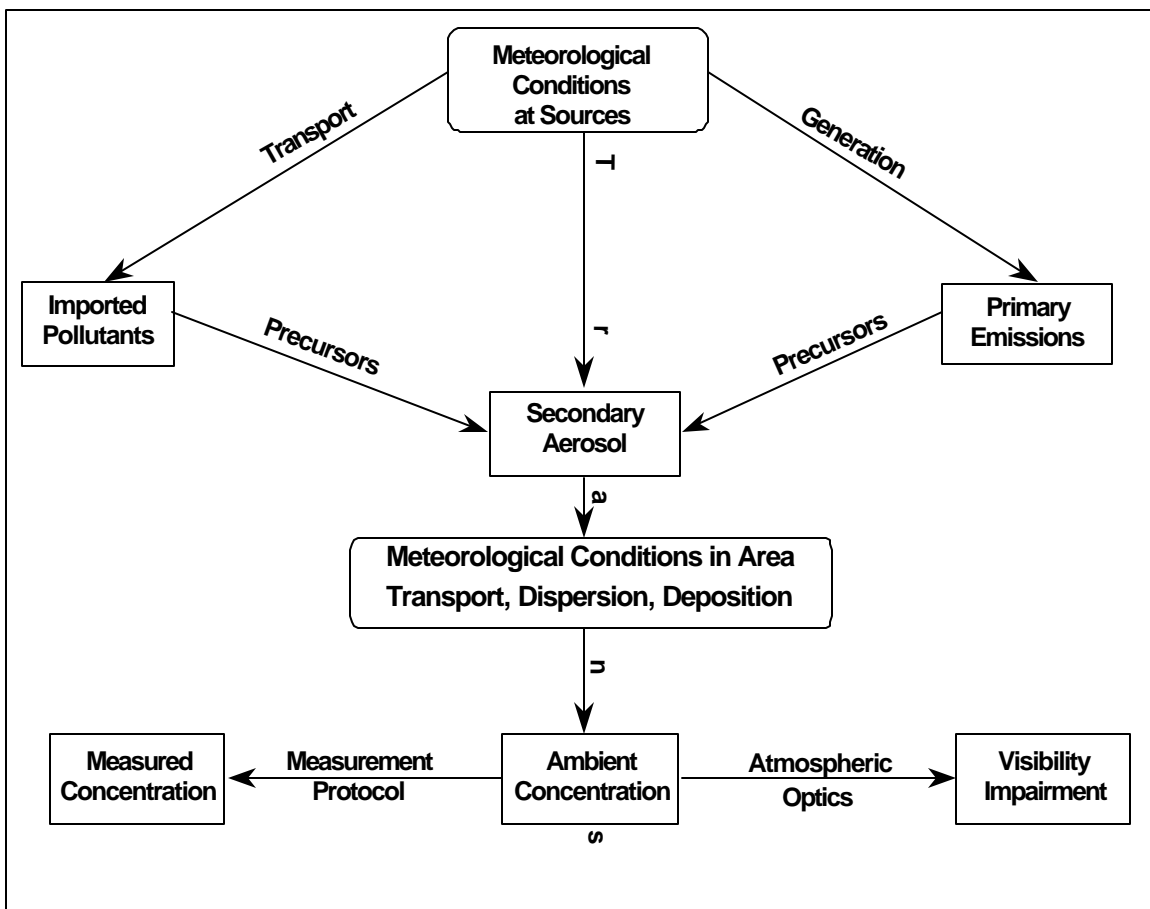 Meteorological
Conditions
at Sources
Transport
Generation
T
r
Imported
Pollutants
Primary
Emissions
Precursors
Precursors
Secondary
Aerosol
a
Meteorological Conditions in Area
Transport, Dispersion, Deposition
n
Measured
Concentration
Measurement
Protocol
Ambient
Concentration
Atmospheric
Optics
Visibility
Impairment
s